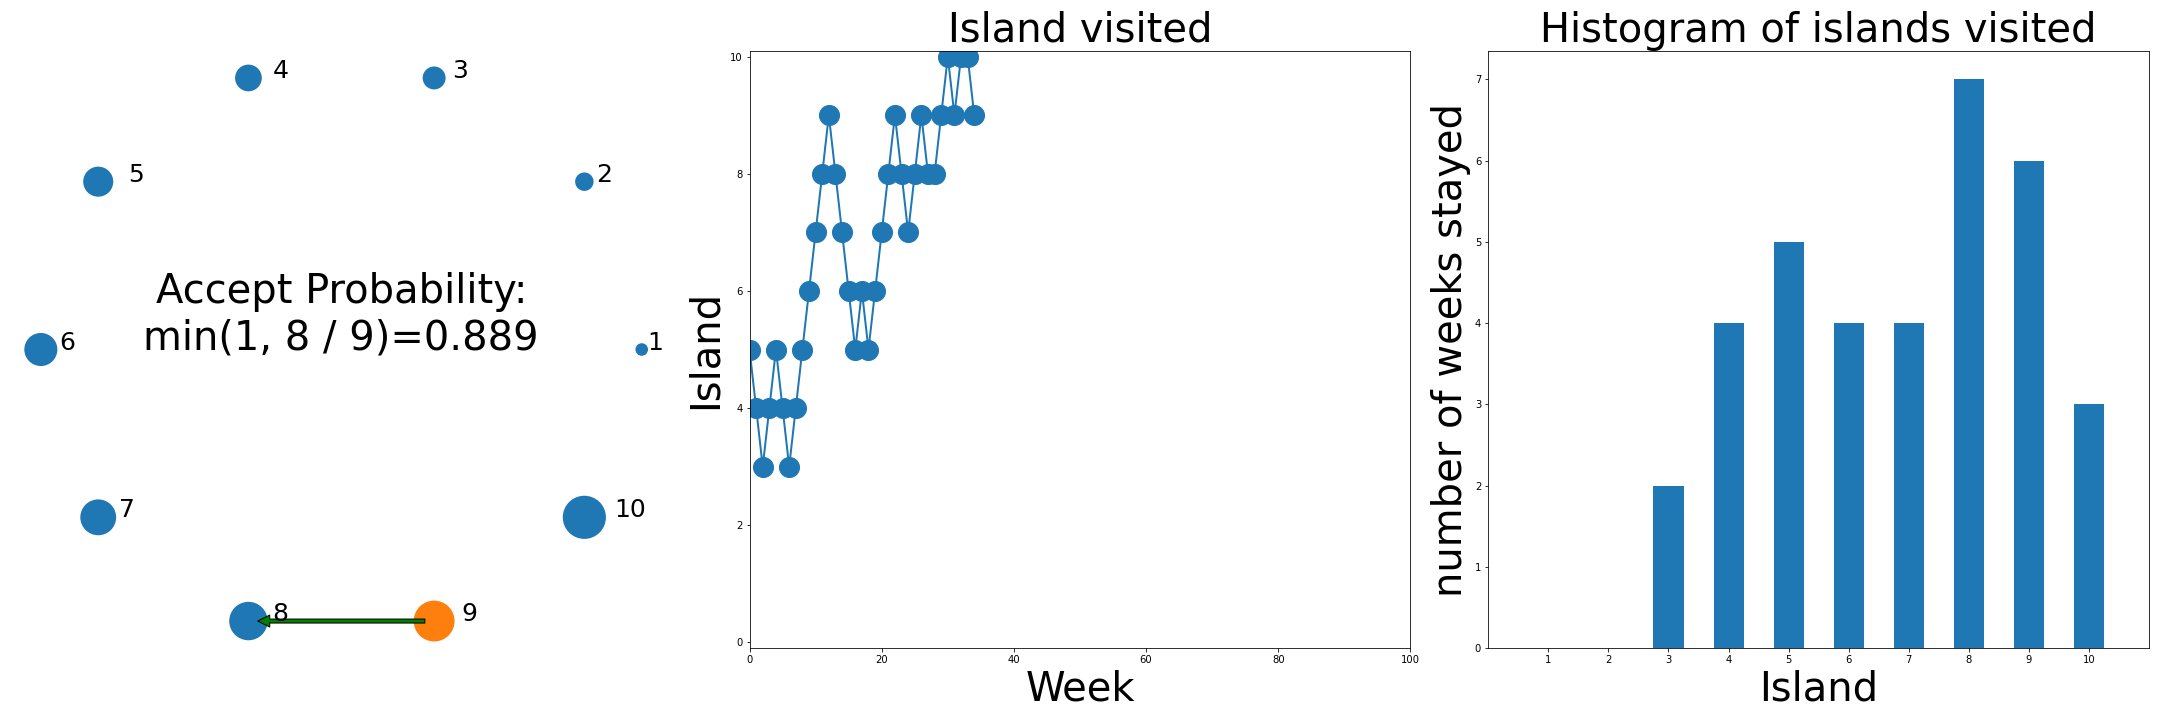 4
3
5
2
Accept Probability:
min(1, 8 / 9)=0.889
6
1
7
10
8
9
Island visited
Island
10
8
6
4
2
0
0 20 40 60 80 100
Week
Histogram of islands visited
number of weeks stayed
7
6
5
4
3
2
1
0
1 2 3 4 5 6 7 8 9 10
Island